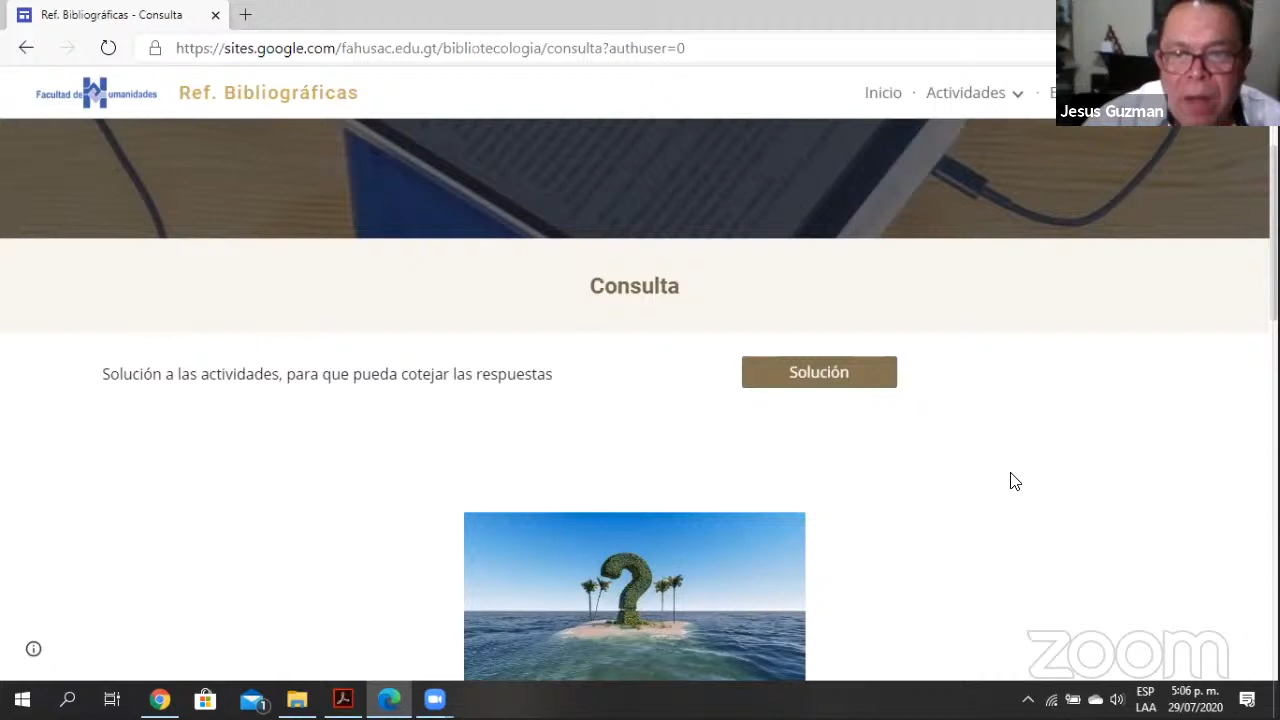 Ref. Bibliográficas - Consulta
https://sites.google.com/fahusac.edu.gt/bibliotecologia/consulta?authuser=0
Facultad de Humanidades
Ref. Bibliográficas
Inicio · Actividades ·
Jesus Guzman
Consulta
Solución a las actividades, para que pueda cotejar las respuestas
Solución
zoom
1
ESP
LAA
5:06 p. m.
29/07/2020